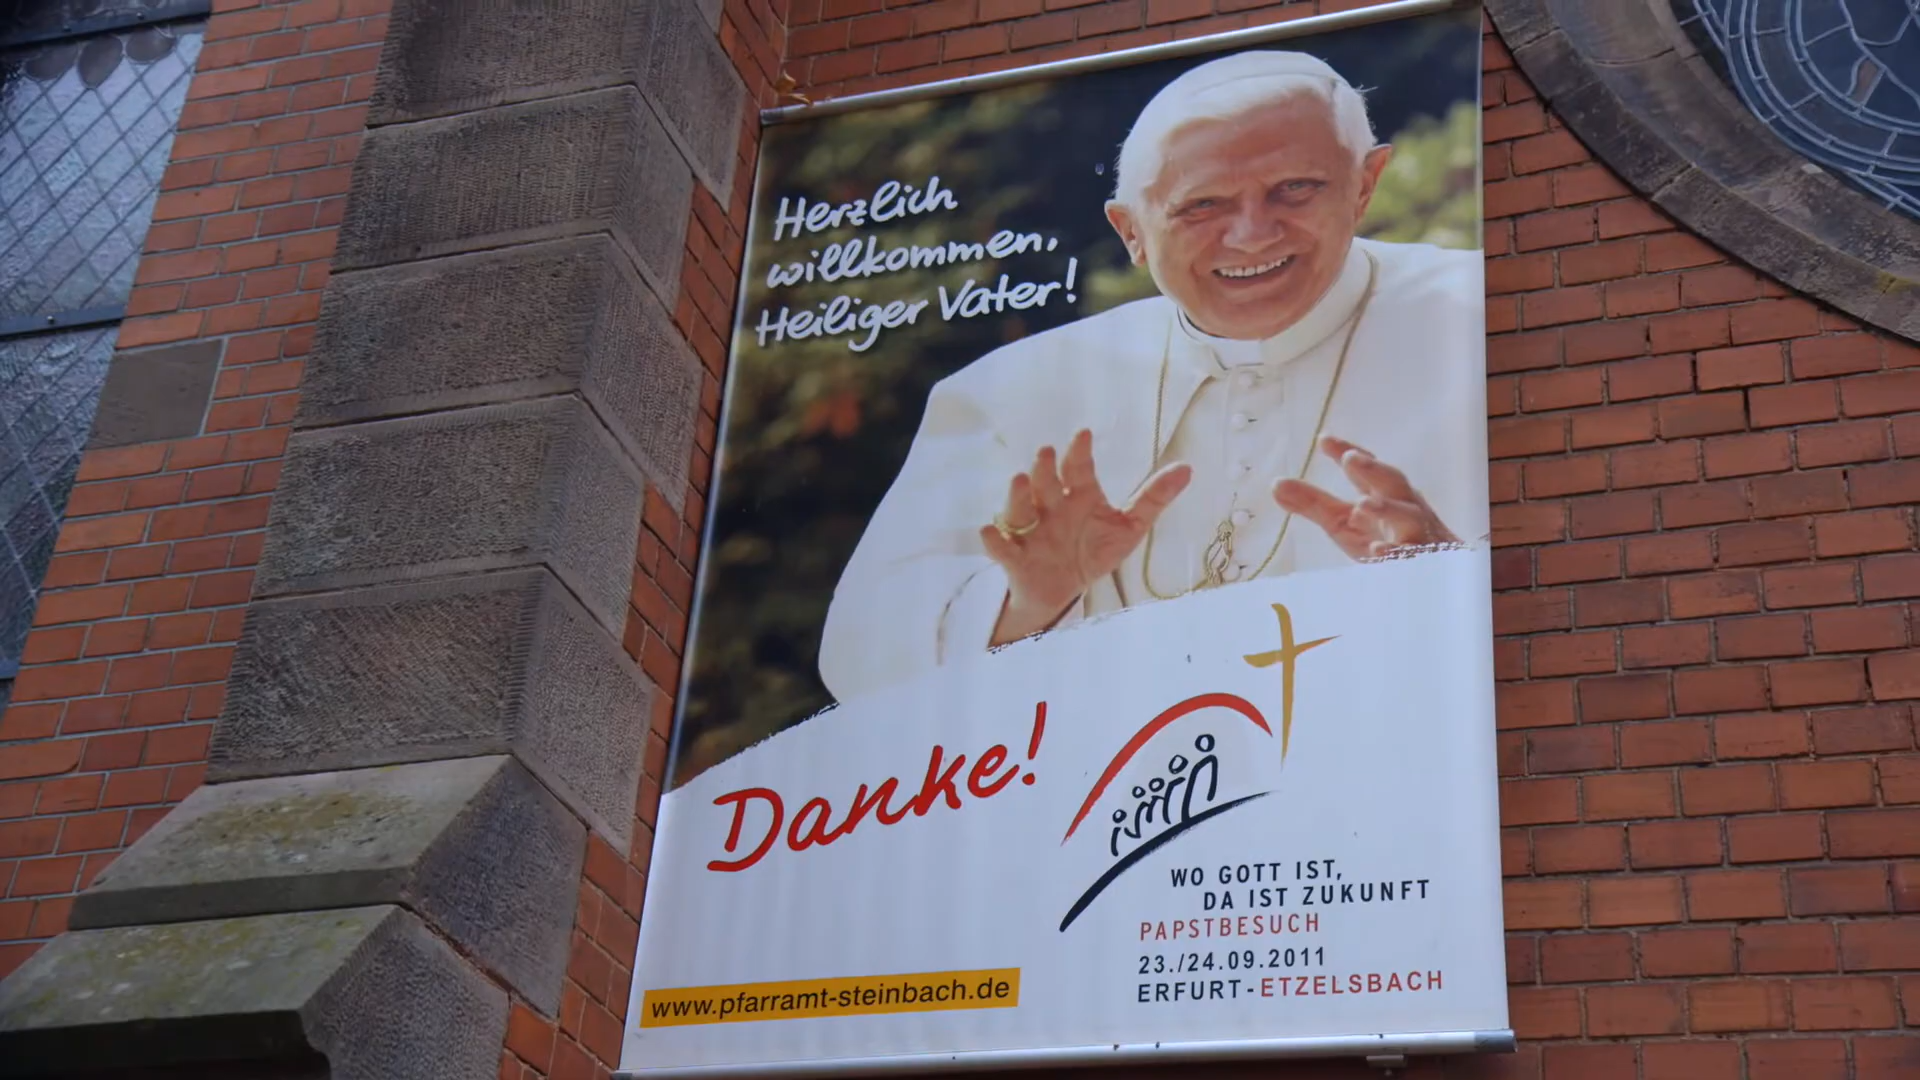 Herzlich
willkommen,
Heiliger Vater!
Danke!
WO GOTT IST,
DA IST ZUKUNFT
PAPSTBESUCH
23./24.09.2011
ERFURT-ETZELSBACH
www.pfarramt-steinbach.de